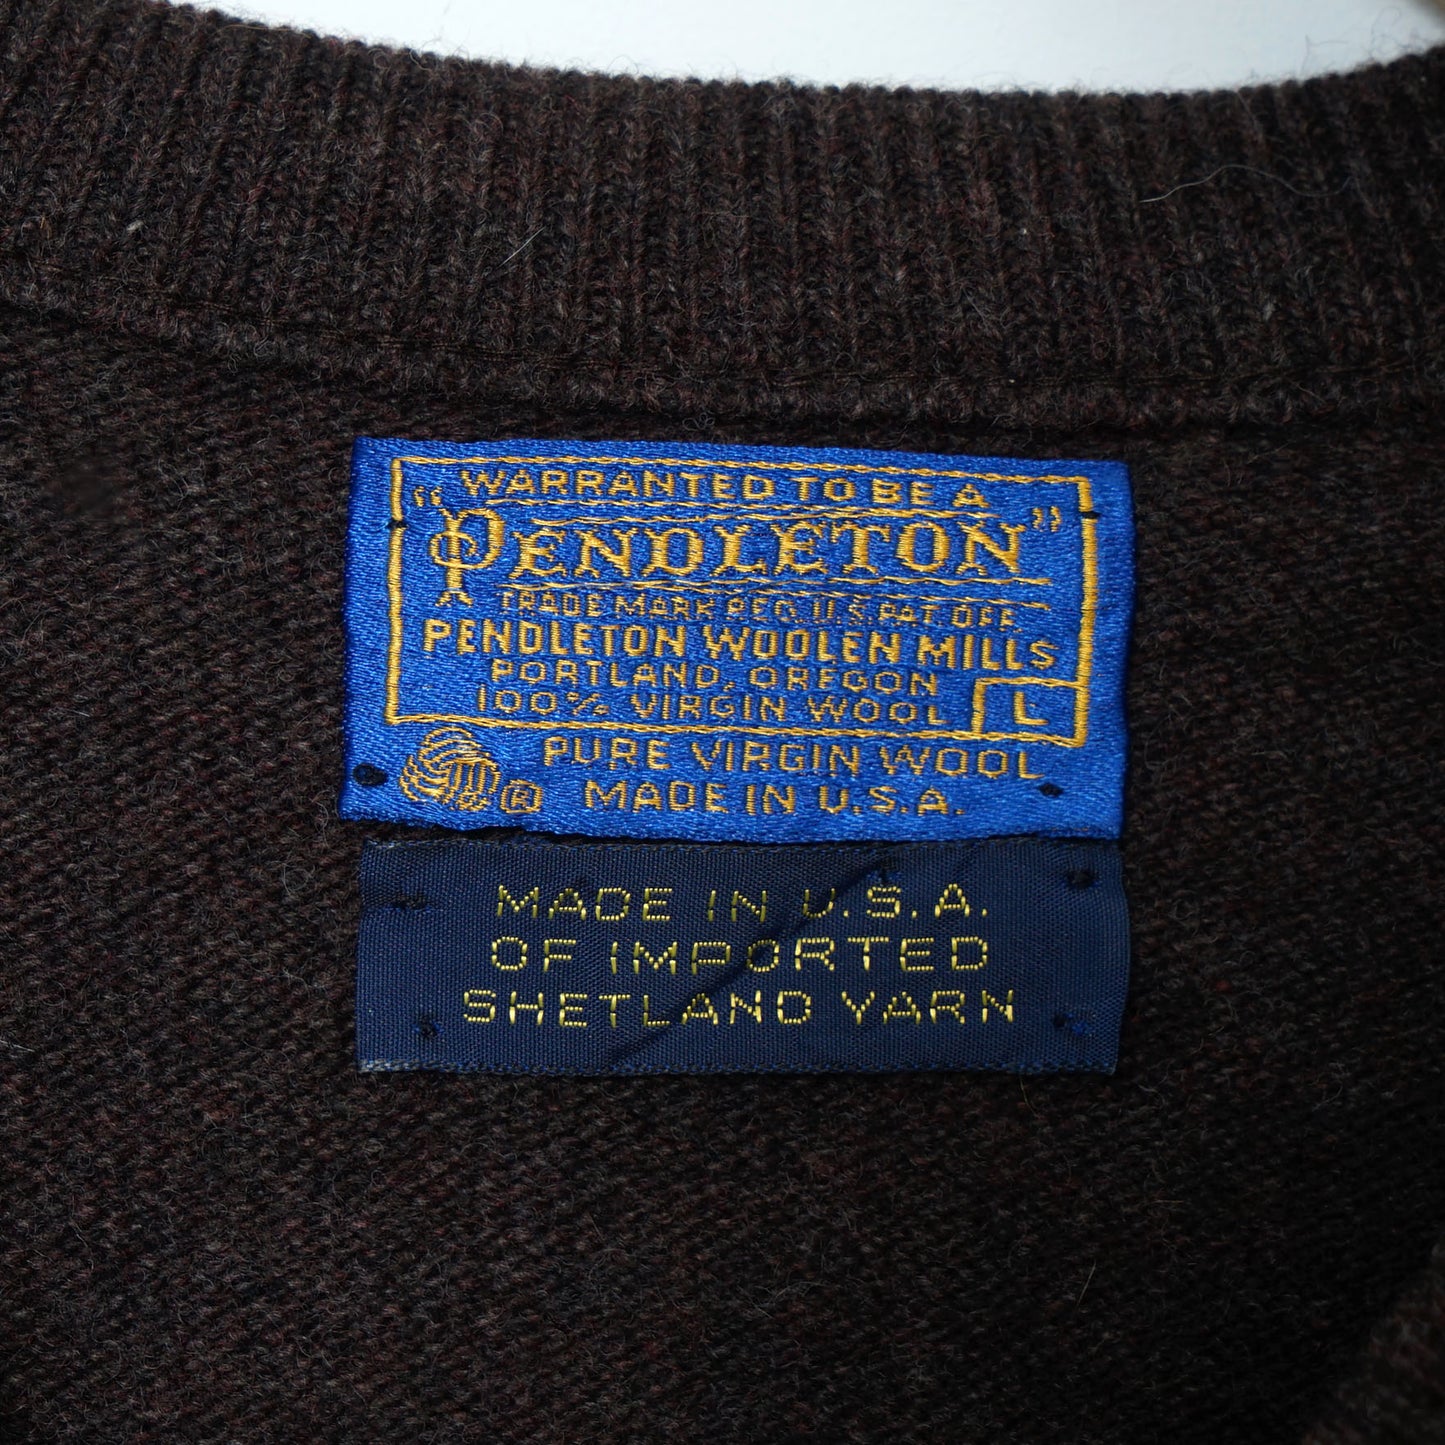 WARRANTED TO BE A
"PENDLETON"
TRADE MARK REG. U.S. PAT. OFF.
PENDLETON WOOLEN MILLS
PORTLAND, OREGON
100% VIRGIN WOOL L
® PURE VIRGIN WOOL
MADE IN U.S.A.
MADE IN U.S.A.
OF IMPORTED
SHETLAND YARN